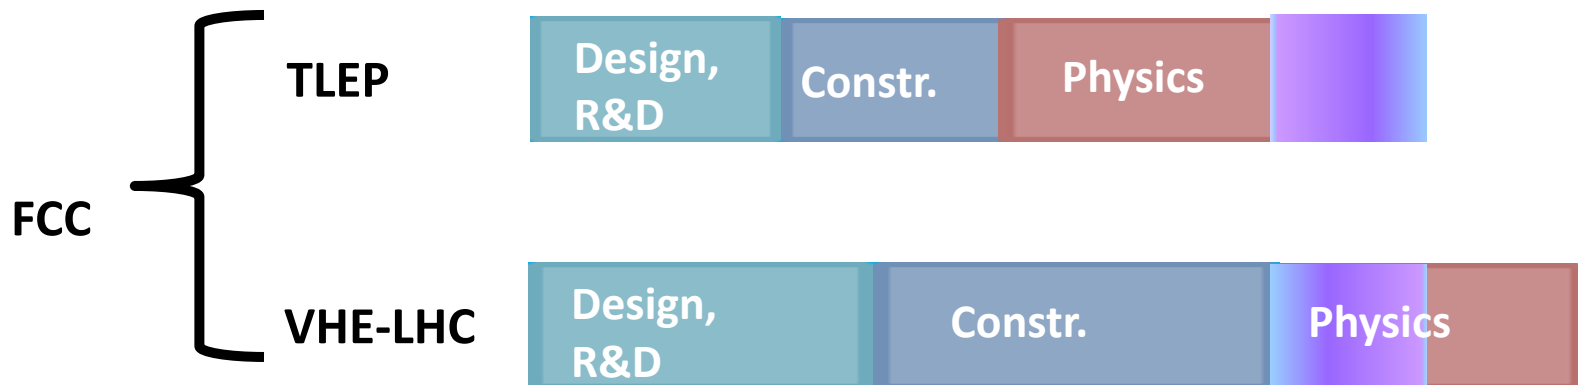 TLEP
Design,
R&D
Constr.
Physics
FCC
VHE-LHC
Design,
R&D
Constr.
Physics